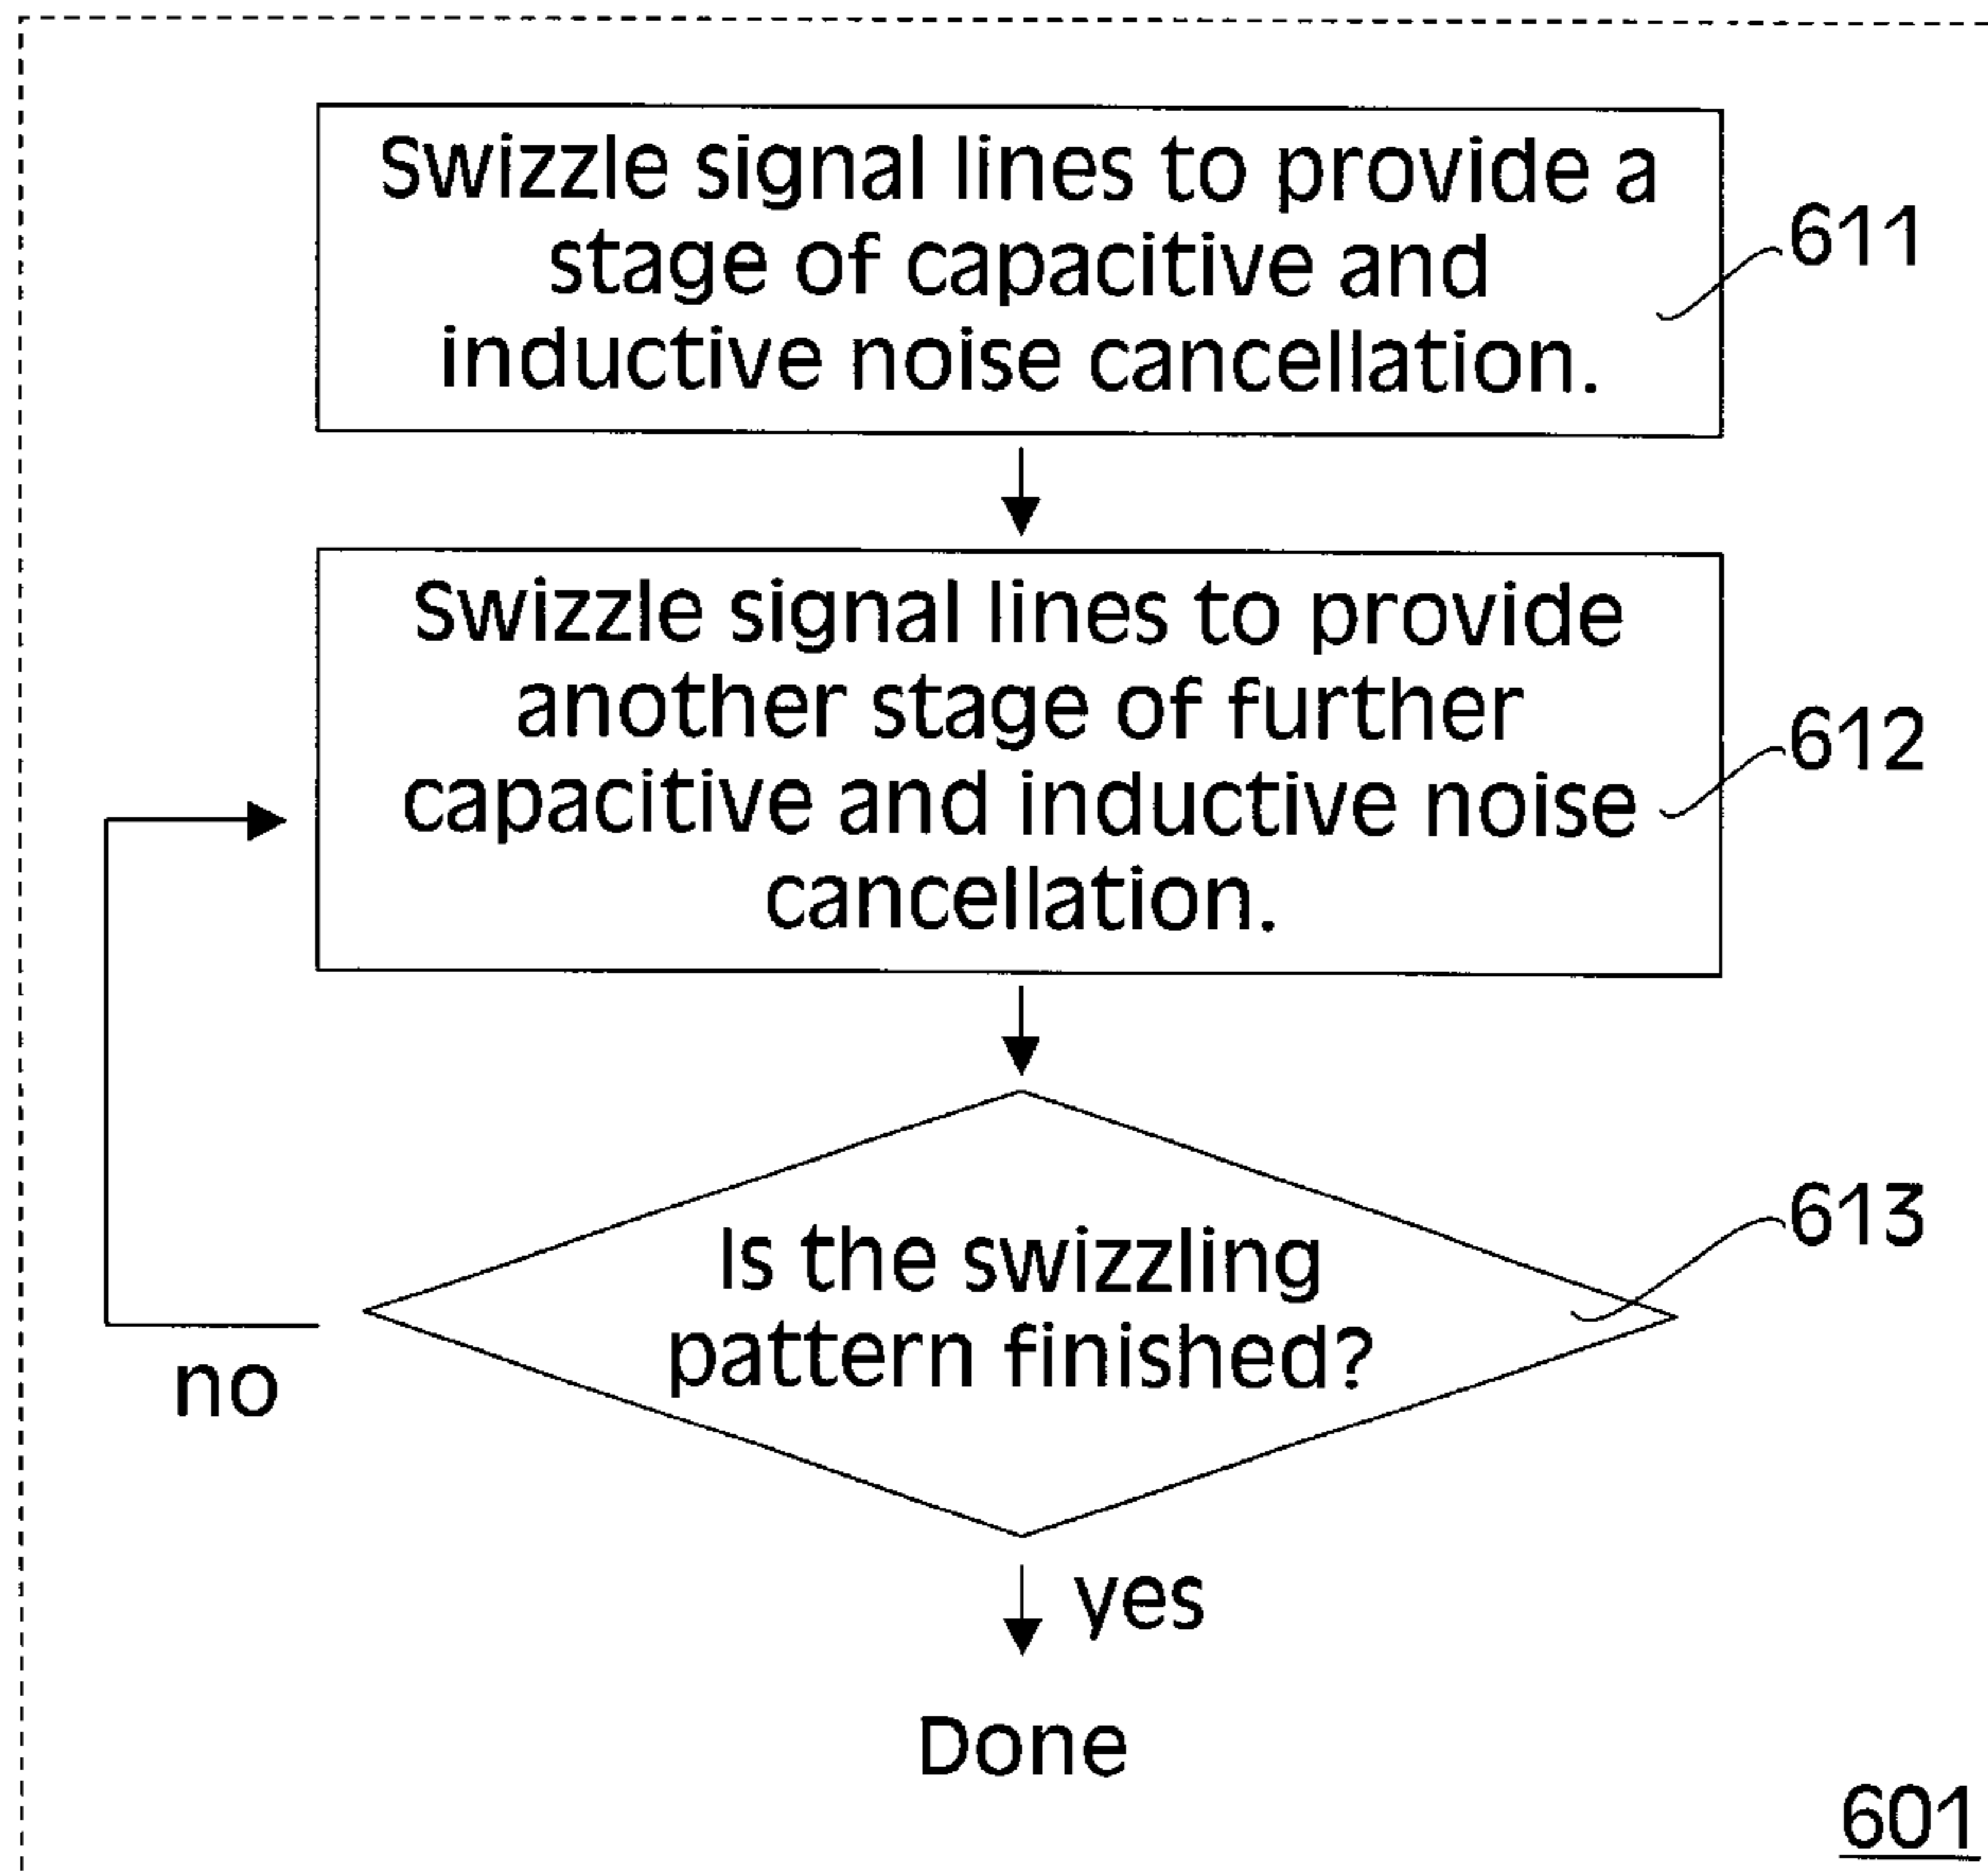 Swizzle signal lines to provide a
stage of capacitive and
inductive noise cancellation.
611
Swizzle signal lines to provide
another stage of further
capacitive and inductive noise
cancellation.
612
Is the swizzling
pattern finished?
613
no
yes
Done
601